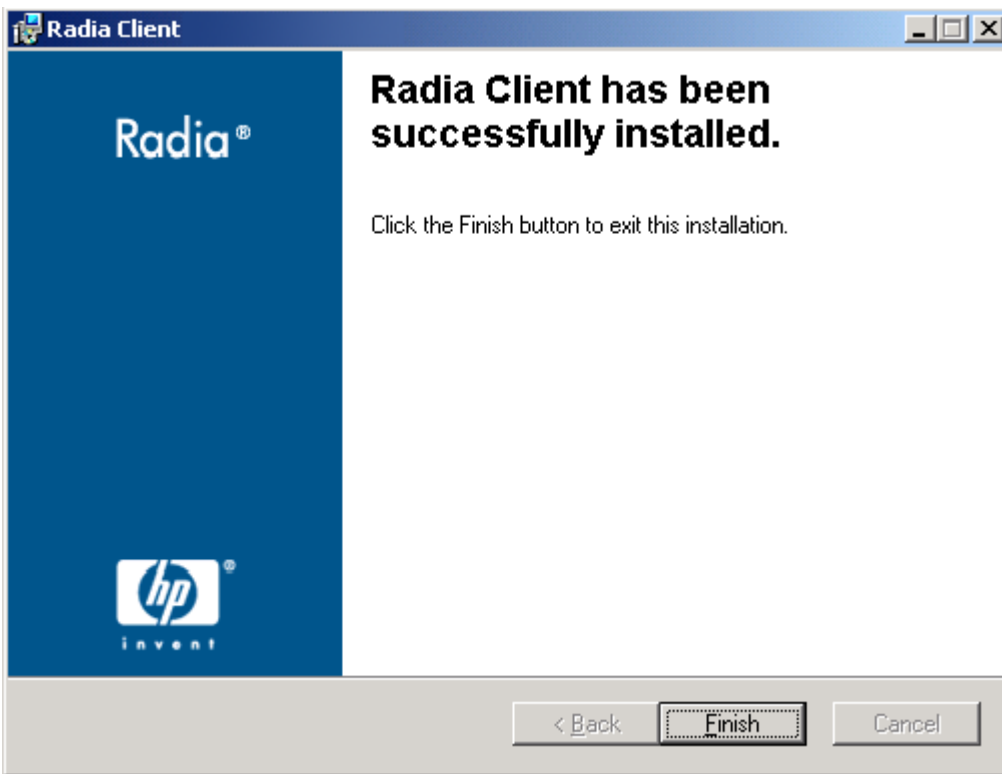 Radia Client
Radia®
Radia Client has been
successfully installed.
Click the Finish button to exit this installation.
hp®
invent
< Back
Finish
Cancel